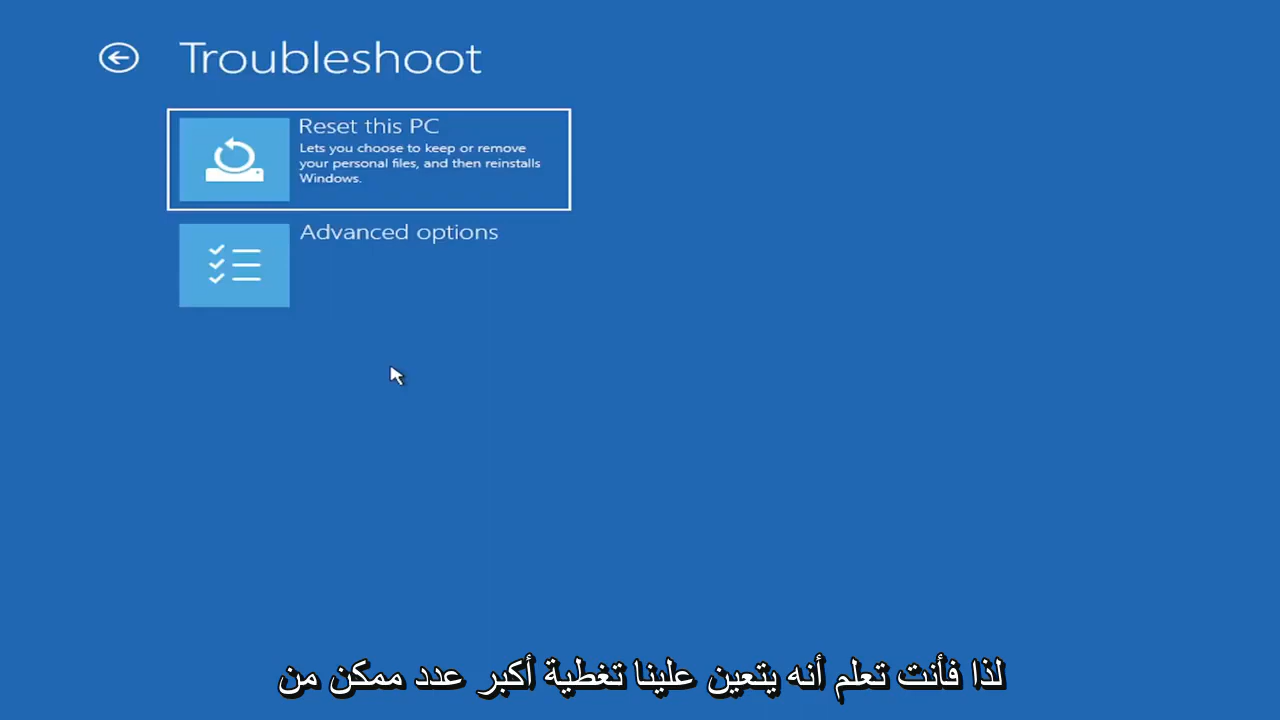 Troubleshoot
Reset this PC
Lets you choose to keep or remove
your personal files, and then reinstalls
Windows.
Advanced options
لذا فأنت تعلم أنه يتعين علينا تغطية أكبر عدد ممكن من